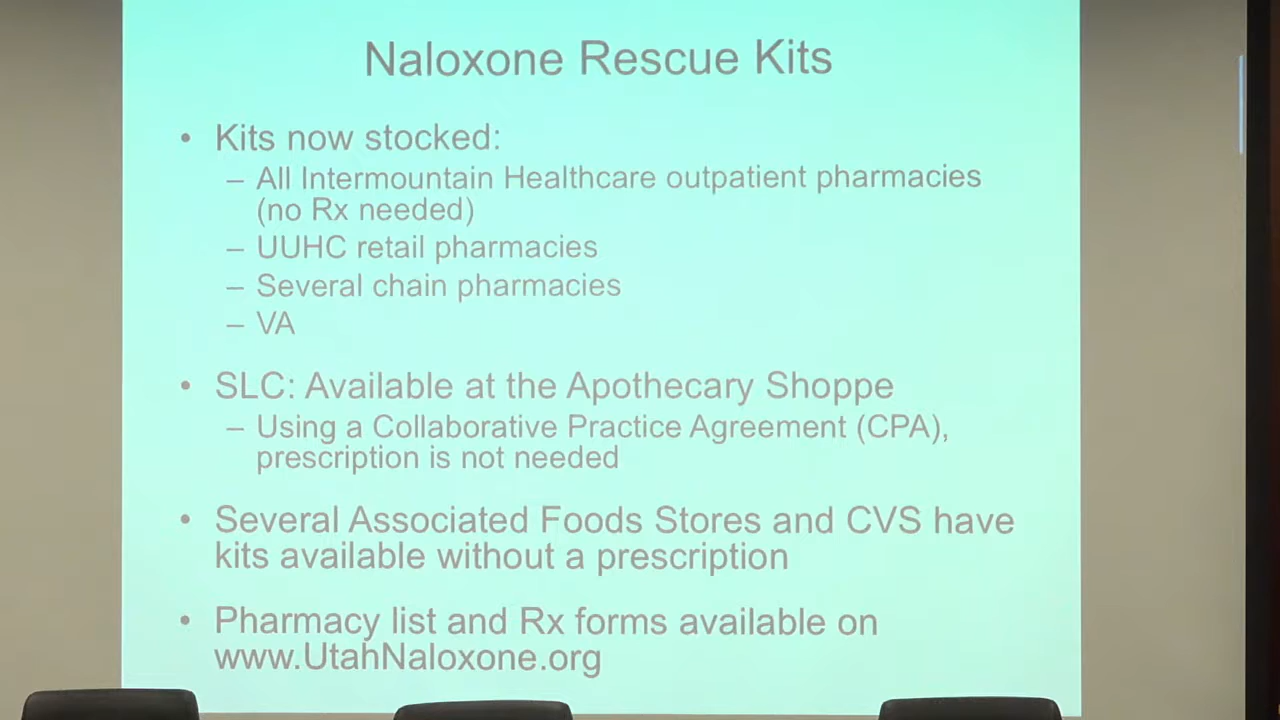 Naloxone Rescue Kits
• Kits now stocked:
– All Intermountain Healthcare outpatient pharmacies
(no Rx needed)
– UUHC retail pharmacies
– Several chain pharmacies
– VA
• SLC: Available at the Apothecary Shoppe
– Using a Collaborative Practice Agreement (CPA),
prescription is not needed
• Several Associated Foods Stores and CVS have
kits available without a prescription
• Pharmacy list and Rx forms available on
www.UtahNaloxone.org